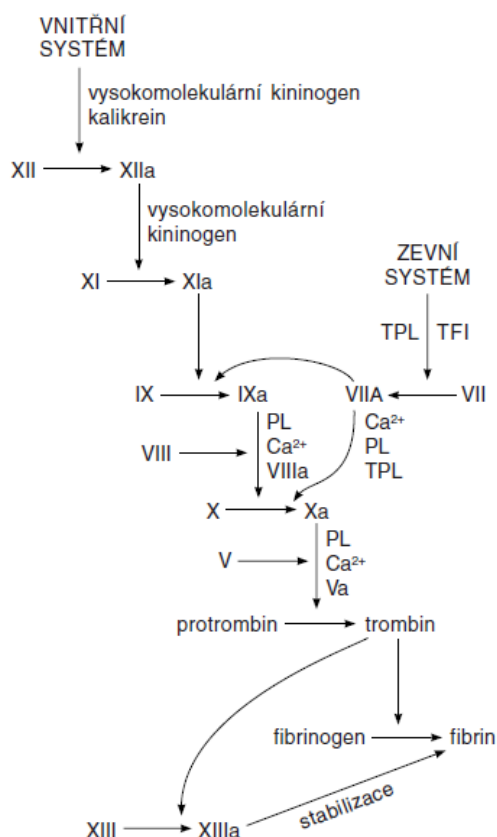 VNITŘNÍ
SYSTÉM
vysokomolekulární kininogen
kalikrein
XII XIIa
vysokomolekulární
kininogen
ZEVNÍ
SYSTÉM
XI XIa
TPL TFI
IX IXa VIIA VII
PL
Ca²⁺
VIIIa
VIII
Ca²⁺
PL
TPL
X Xa
PL
Ca²⁺
Va
V
protrombin trombin
fibrinogen fibrin
stabilizace
XIII XIIIa